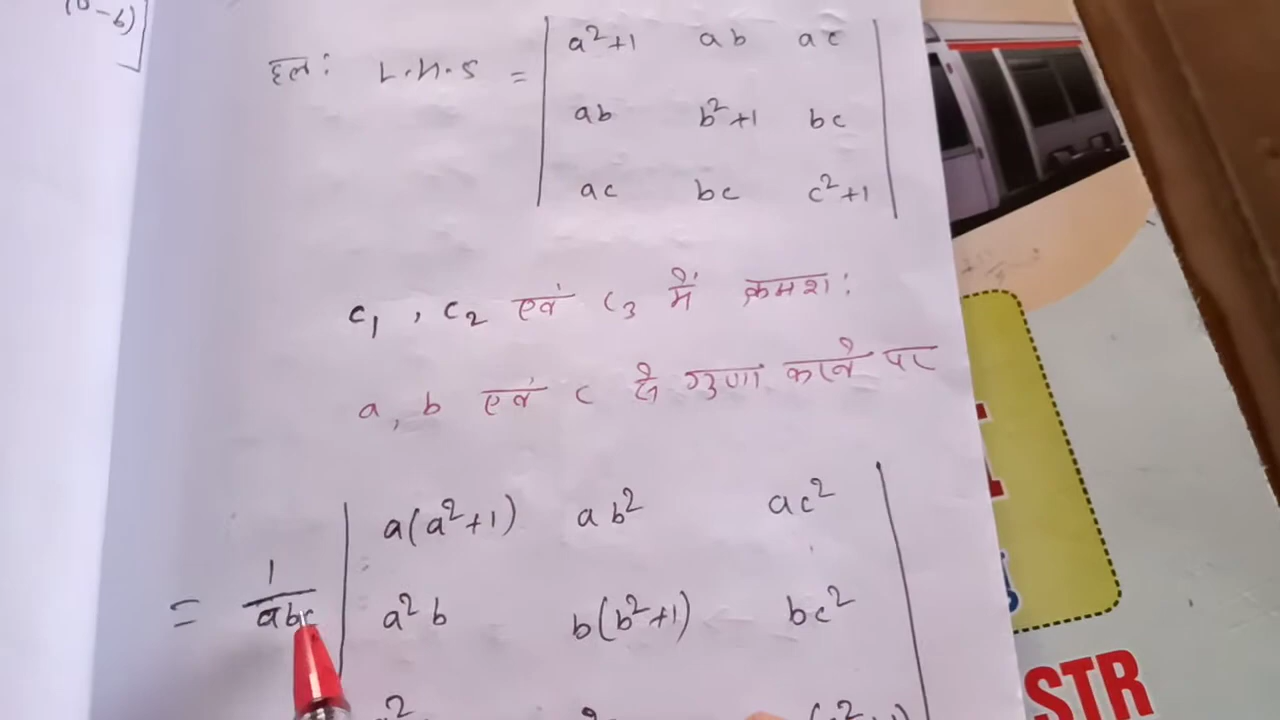 हल: L.H.S = | a²+1 ab ac |
| ab b²+1 bc |
| ac bc c²+1 |
c₁, c₂ एवं c₃ में क्रमश:
a, b एवं c से गुणा करने पर
| a(a²+1) ab² ac² |
= 1/abc | a²b b(b²+1) bc² |
STR